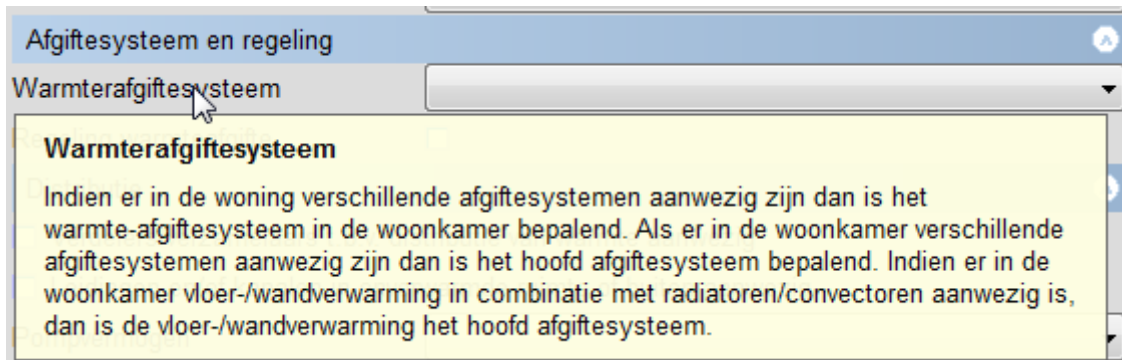 Afgiftesysteem en regeling
Warmterafgiftesysteem
Warmterafgiftesysteem
Indien er in de woning verschillende afgiftesystemen aanwezig zijn dan is het
warmte-afgiftesysteem in de woonkamer bepalend. Als er in de woonkamer verschillende
afgiftesystemen aanwezig zijn dan is het hoofd afgiftesysteem bepalend. Indien er in de
woonkamer vloer-/wandverwarming in combinatie met radiatoren/convectoren aanwezig is,
dan is de vloer-/wandverwarming het hoofd afgiftesysteem.
Pompvermogen